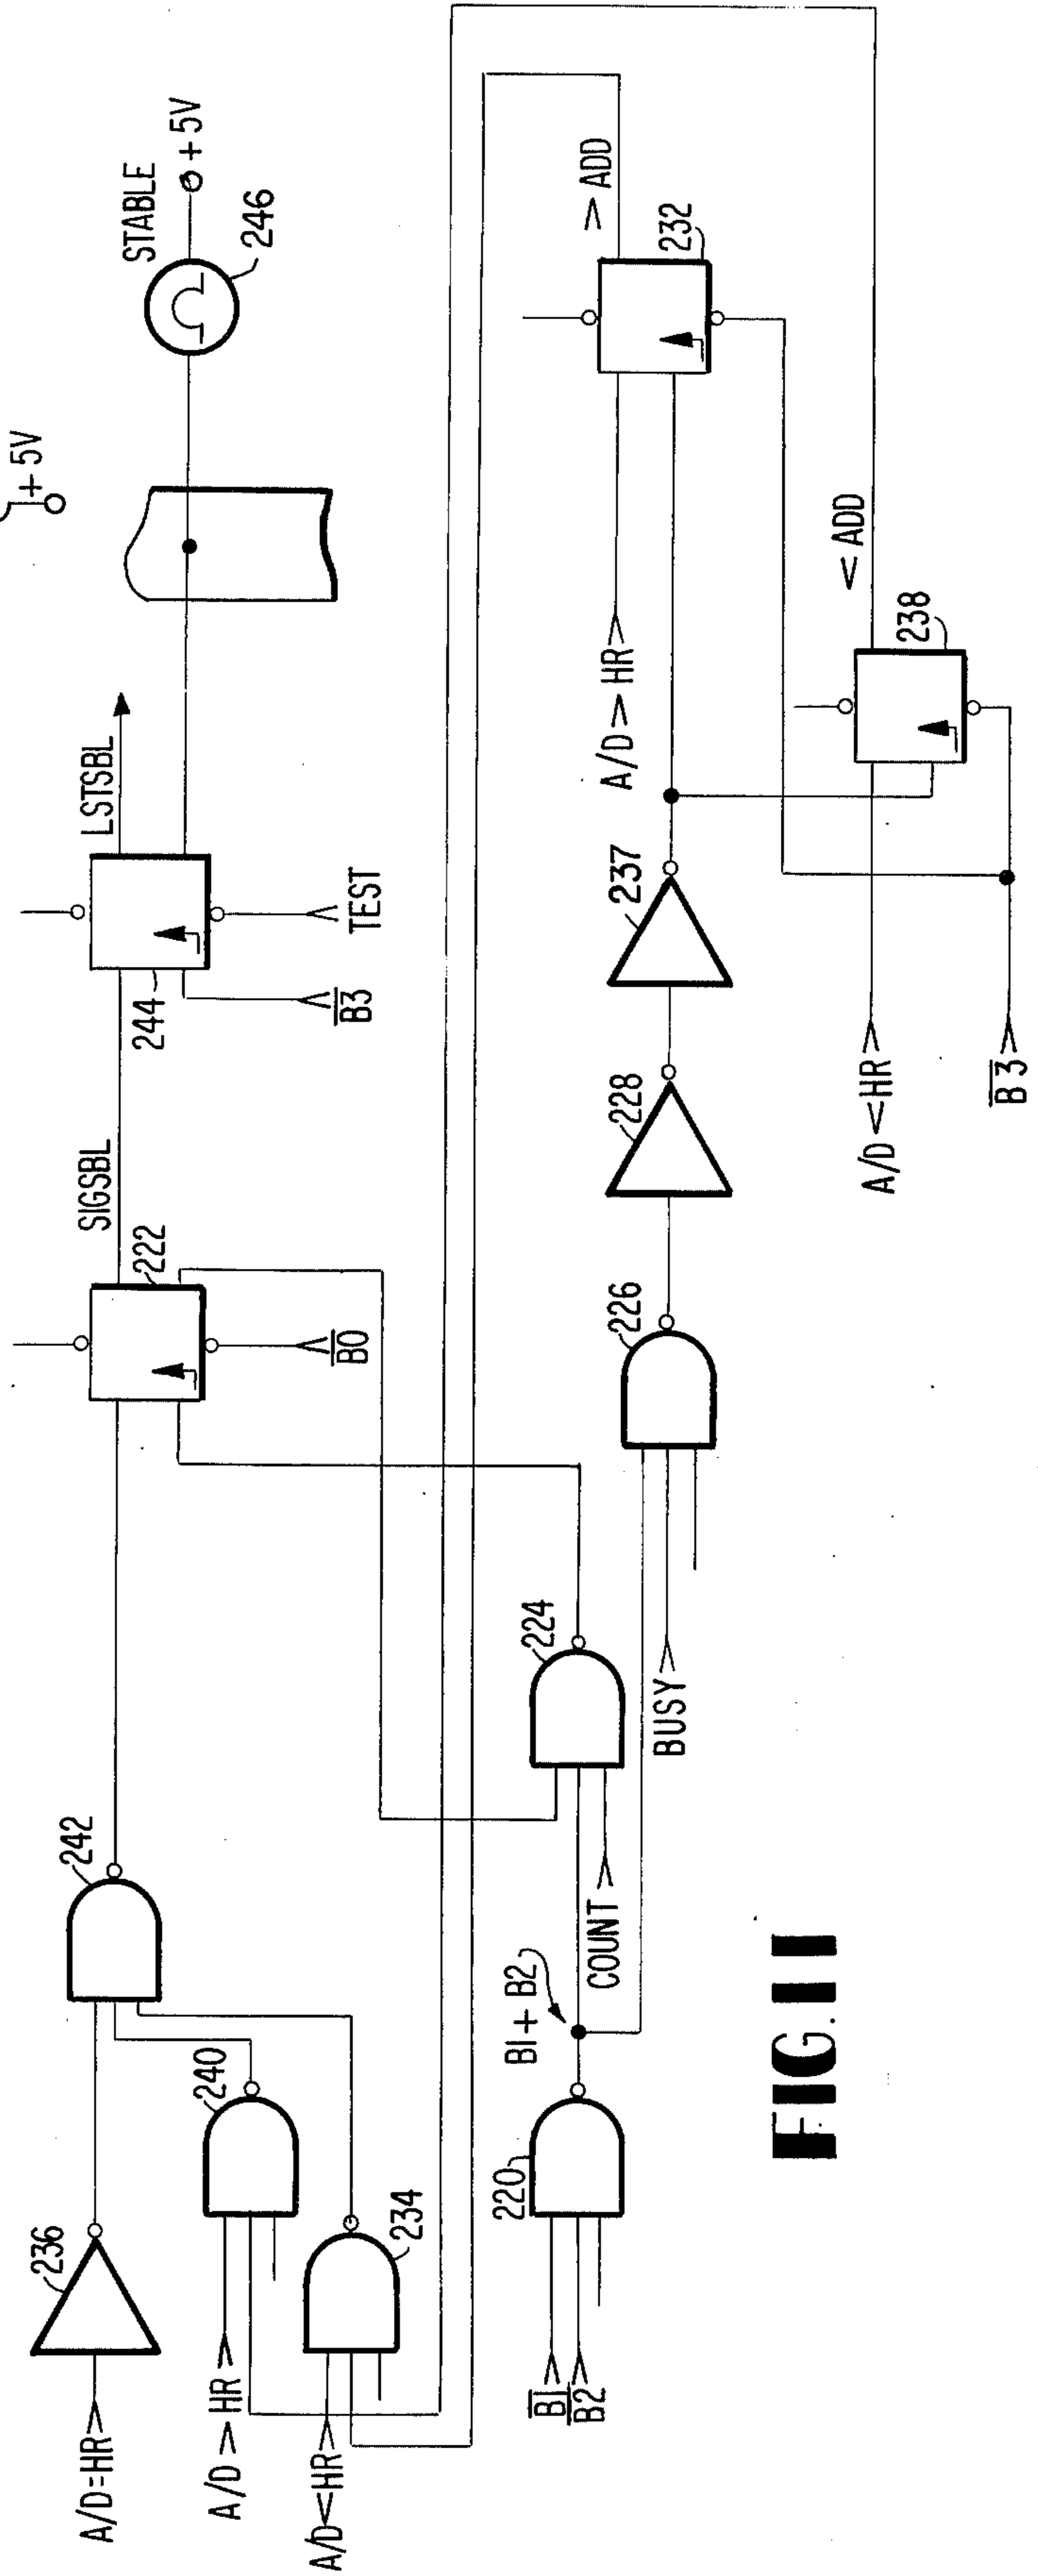 +5V
STABLE
+5V
246
LSTSBL
244
B3
TEST
SIGSBL
222
B0
242
236
A/D=HR
240
A/D > HR
234
A/D<HR
> ADD
232
A/D > HR
237
228
226
BUSY
224
COUNT
B1+B2
220
B1
B2
< ADD
238
A/D <HR
B3
FIG.11